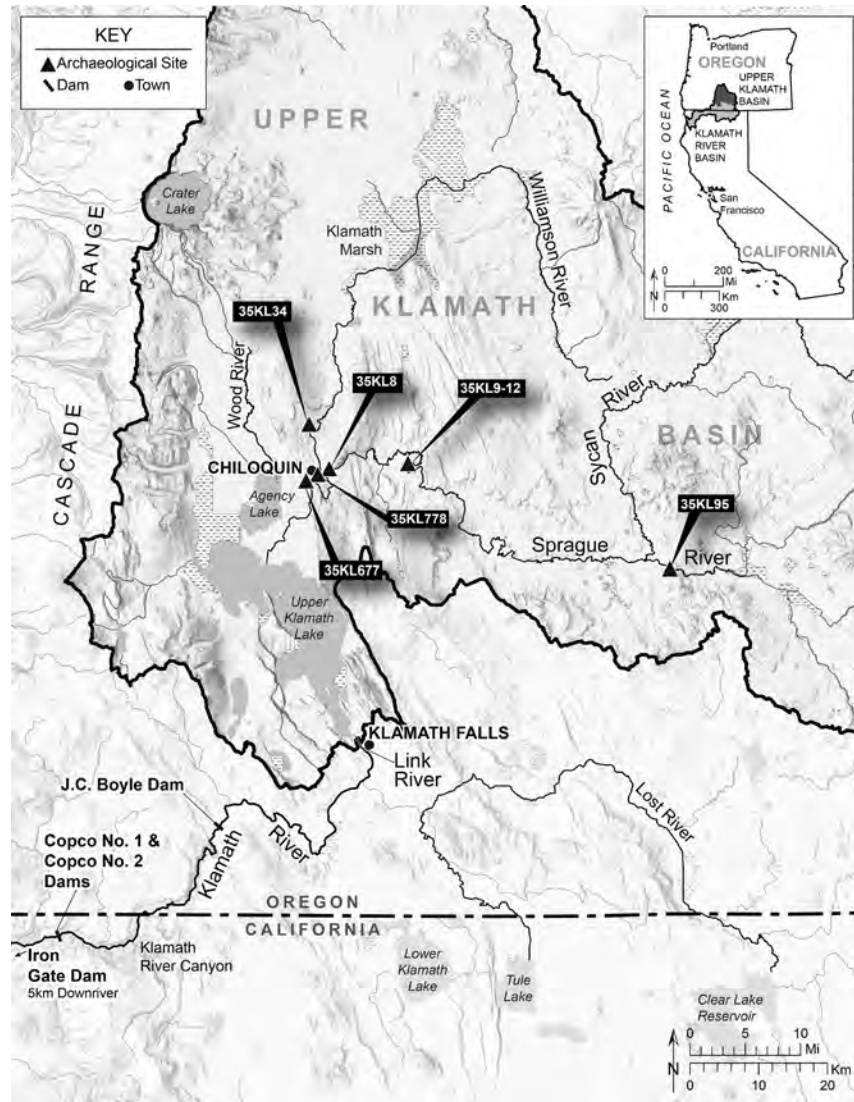 KEY
Archaeological Site
Dam
Town
Portland
OREGON
UPPER
KLAMATH
BASIN
KLAMATH
RIVER
BASIN
PACIFIC OCEAN
San
Francisco
CALIFORNIA
N
0 200
Mi
Km
0 300
UPPER
Crater
Lake
Klamath
Marsh
Williamson River
CASCADE RANGE
KLAMATH
35KL34
Wood River
35KL8
35KL9-12
Sycan River
BASIN
CHILOQUIN
Agency
Lake
35KL778
35KL95
35KL677
Sprague River
Upper
Klamath
Lake
KLAMATH FALLS
Link
River
J.C. Boyle Dam
Klamath River
Lost River
Copco No. 1 &
Copco No. 2
Dams
OREGON
CALIFORNIA
Iron
Gate Dam
5km Downriver
Klamath
River Canyon
Lower
Klamath
Lake
Tule
Lake
Clear Lake
Reservoir
0 5 10
Mi
N
Km
0 10 20